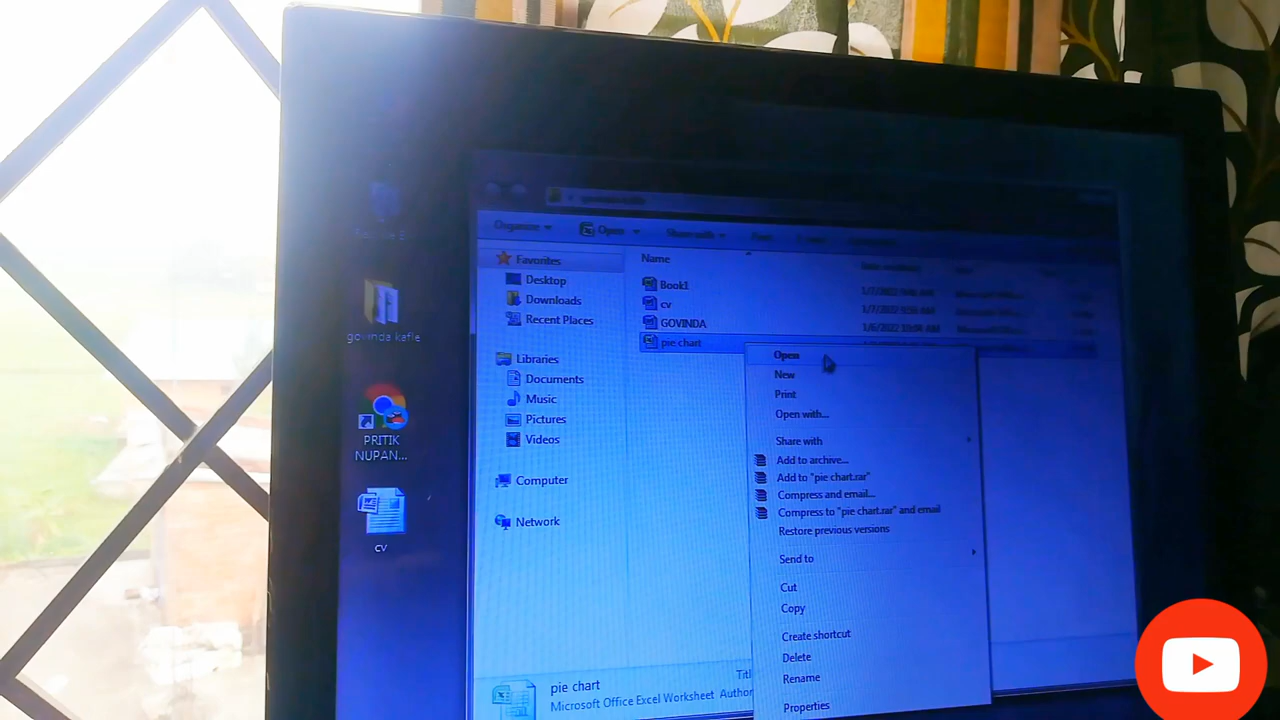 govinda kafle
PRITIK
NUPAN...
cv
Organize
Open
Share with
Favorites
Desktop
Downloads
Recent Places
Libraries
Documents
Music
Pictures
Videos
Computer
Network
Name
Book1
cv
GOVINDA
pie chart
Open
New
Print
Open with...
Share with
Add to archive...
Add to "pie chart.rar"
Compress and email...
Compress to "pie chart.rar" and email
Restore previous versions
Send to
Cut
Copy
Create shortcut
Delete
Rename
Properties
pie chart
Microsoft Office Excel Worksheet